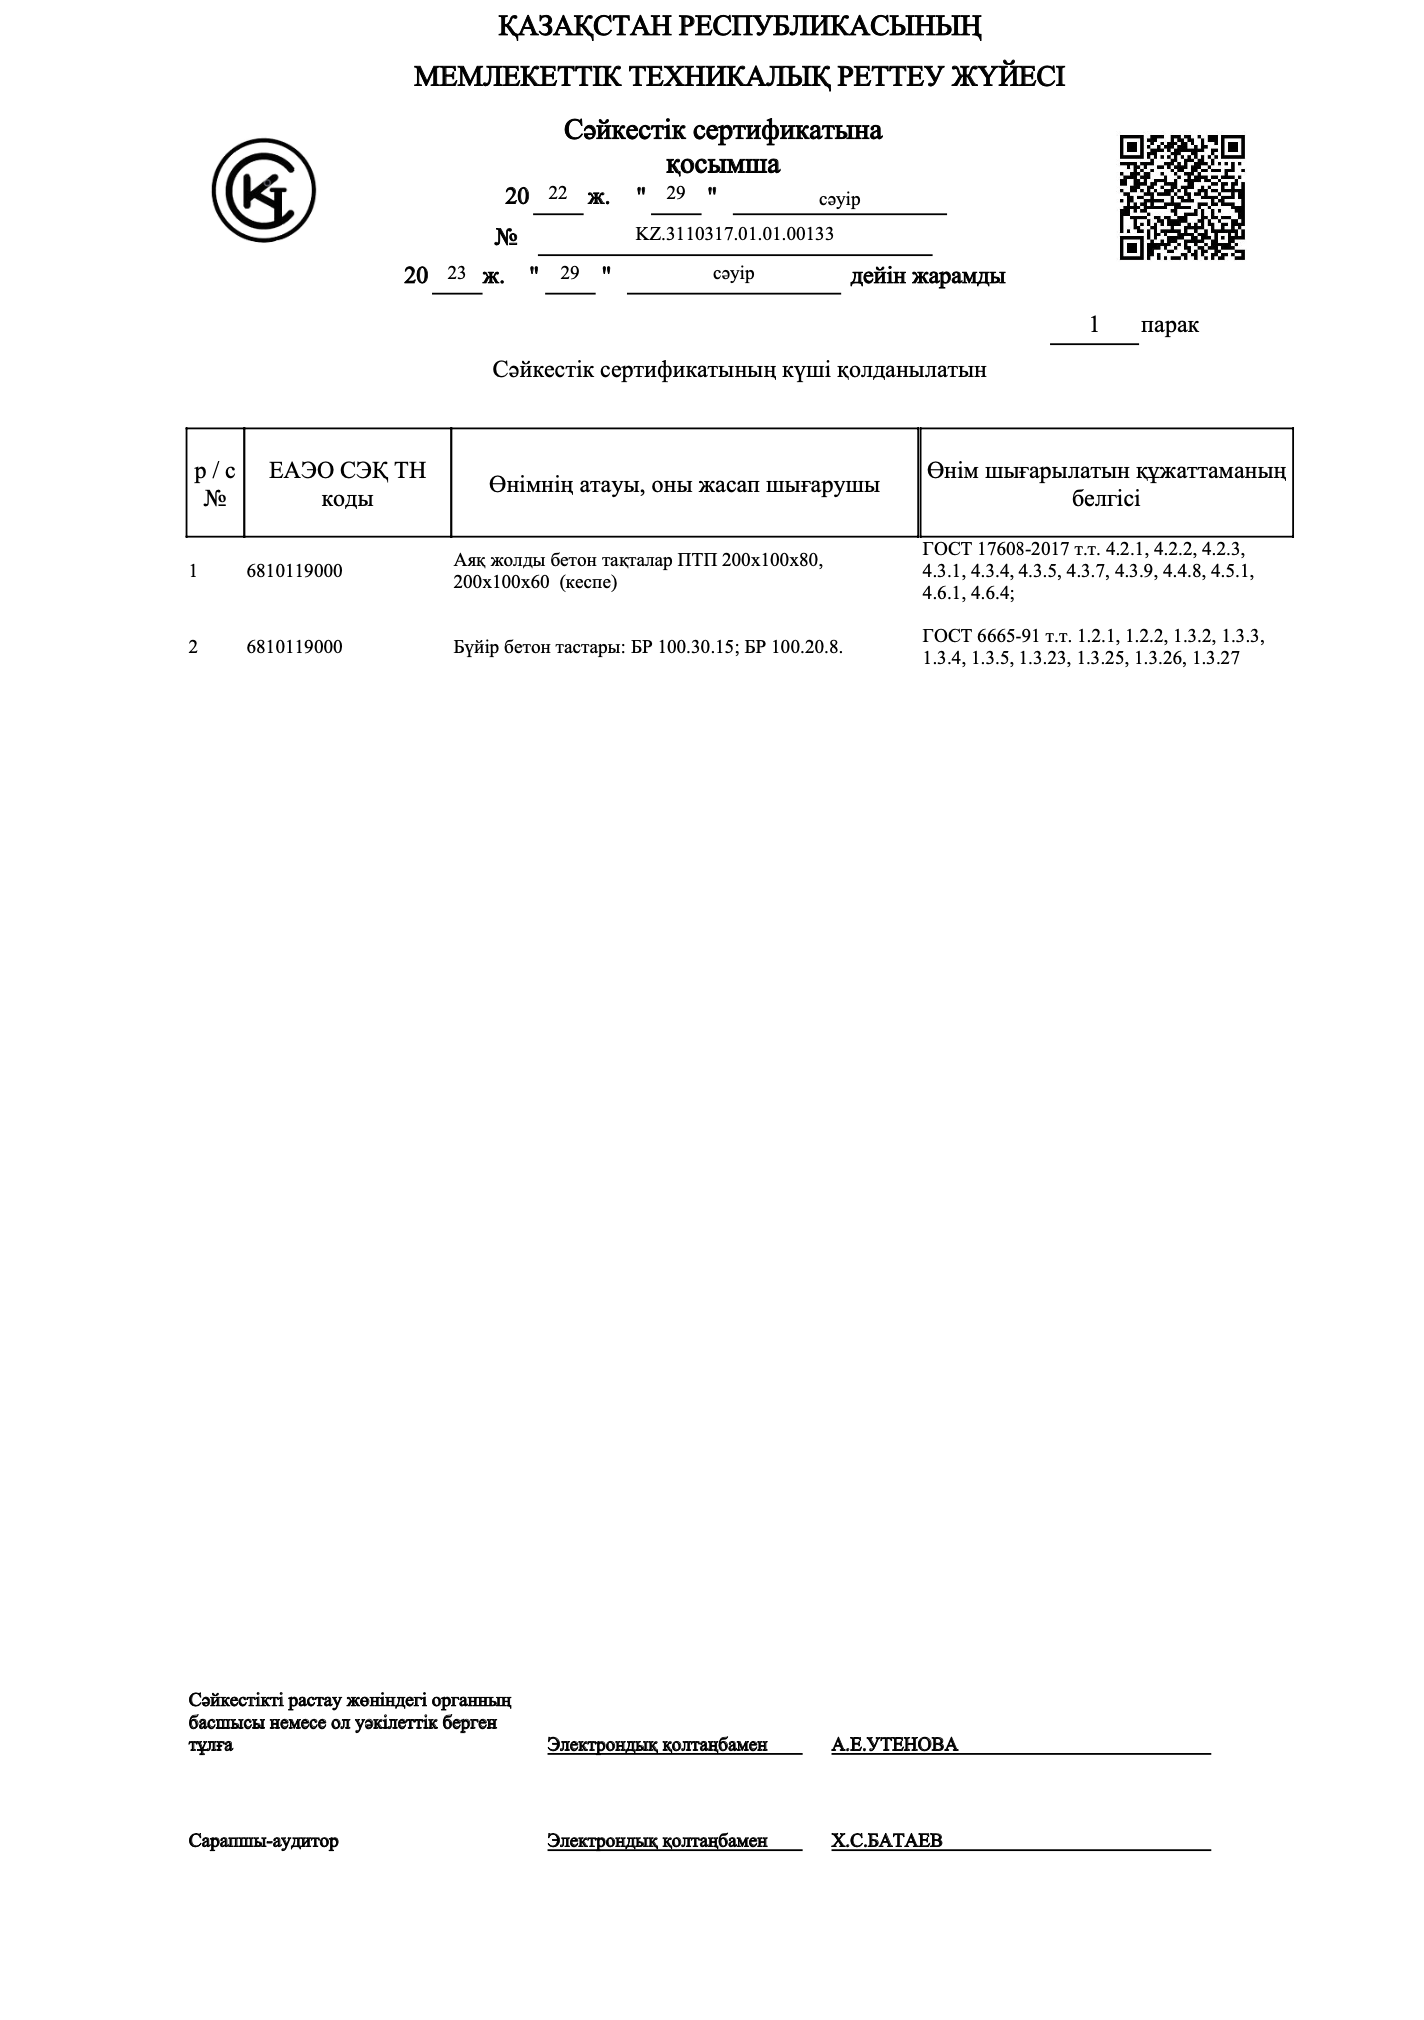 ҚАЗАҚСТАН РЕСПУБЛИКАСЫНЫҢ
МЕМЛЕКЕТТІК ТЕХНИКАЛЫҚ РЕТТЕУ ЖҮЙЕСІ
Сәйкестік сертификатына
қосымша
20 22 ж. " 29 " сәуір
№ KZ.3110317.01.01.00133
20 23 ж. " 29 " сәуір дейін жарамды
1 парак
Сәйкестік сертификатының күші қолданылатын
р / с
№
ЕАЭО СЭҚ ТН
коды
Өнімнің атауы, оны жасап шығарушы
Өнім шығарылатын құжаттаманың
белгісі
1
6810119000
Аяқ жолды бетон тақталар ПТП 200х100х80,
200х100х60 (кеспе)
ГОСТ 17608-2017 т.т. 4.2.1, 4.2.2, 4.2.3,
4.3.1, 4.3.4, 4.3.5, 4.3.7, 4.3.9, 4.4.8, 4.5.1,
4.6.1, 4.6.4;
2
6810119000
Бүйір бетон тастары: БР 100.30.15; БР 100.20.8.
ГОСТ 6665-91 т.т. 1.2.1, 1.2.2, 1.3.2, 1.3.3,
1.3.4, 1.3.5, 1.3.23, 1.3.25, 1.3.26, 1.3.27
Сәйкестікті растау жөніндегі органның
басшысы немесе ол уәкілеттік берген
тұлға
Электрондық қолтаңбамен
А.Е.УТЕНОВА
Сарапшы-аудитор
Электрондық қолтаңбамен
Х.С.БАТАЕВ